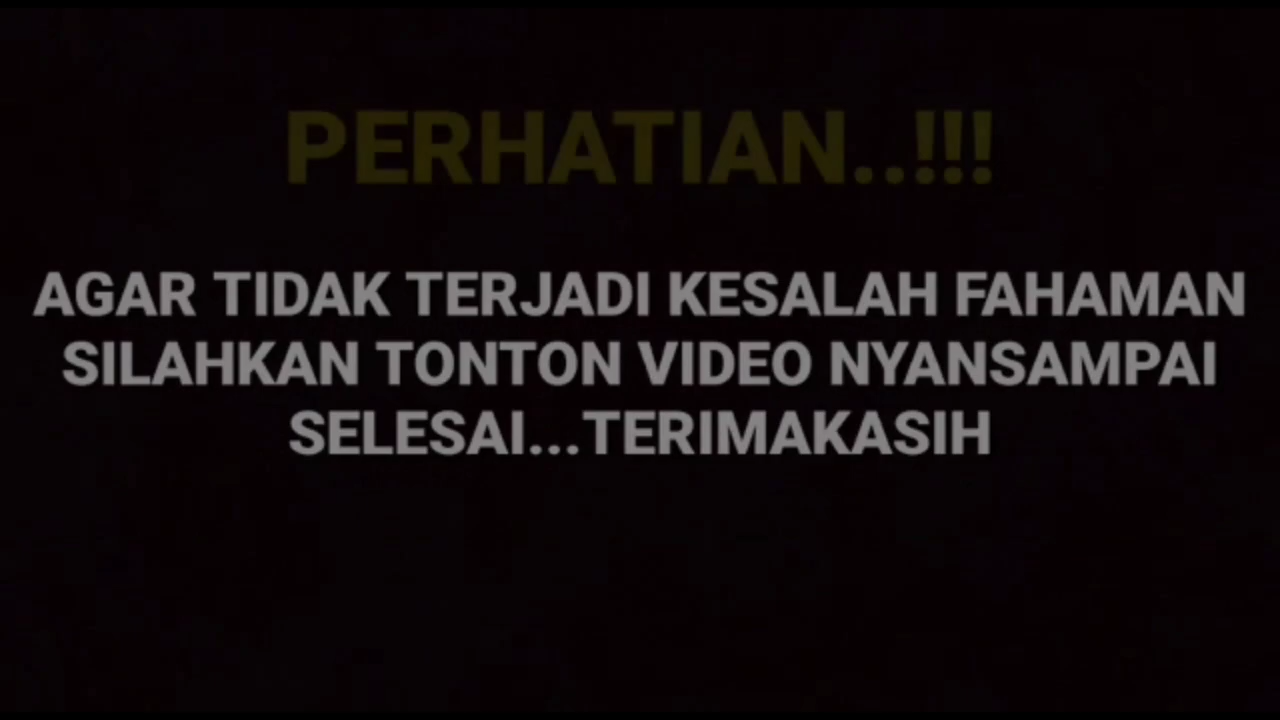 PERHATIAN..!!!
AGAR TIDAK TERJADI KESALAH FAHAMAN
SILAHKAN TONTON VIDEO NYANSAMPAI
SELESAI...TERIMAKASIH